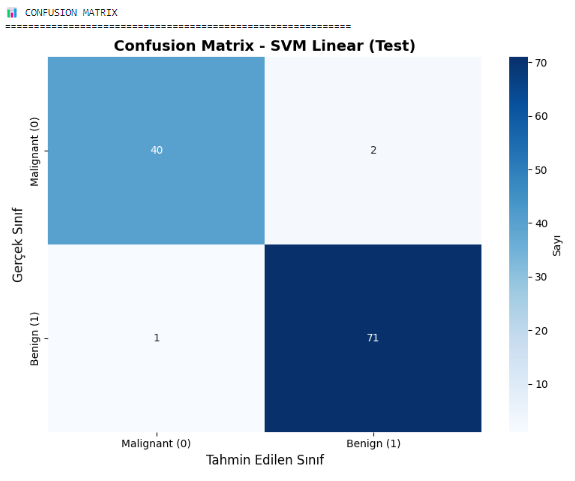 📊 CONFUSION MATRIX
============================================================
Confusion Matrix - SVM Linear (Test)
Gerçek Sınıf
Malignant (0)
40
2
Benign (1)
1
71
Malignant (0)
Benign (1)
Tahmin Edilen Sınıf
70
60
50
40
30
20
10
Sayı